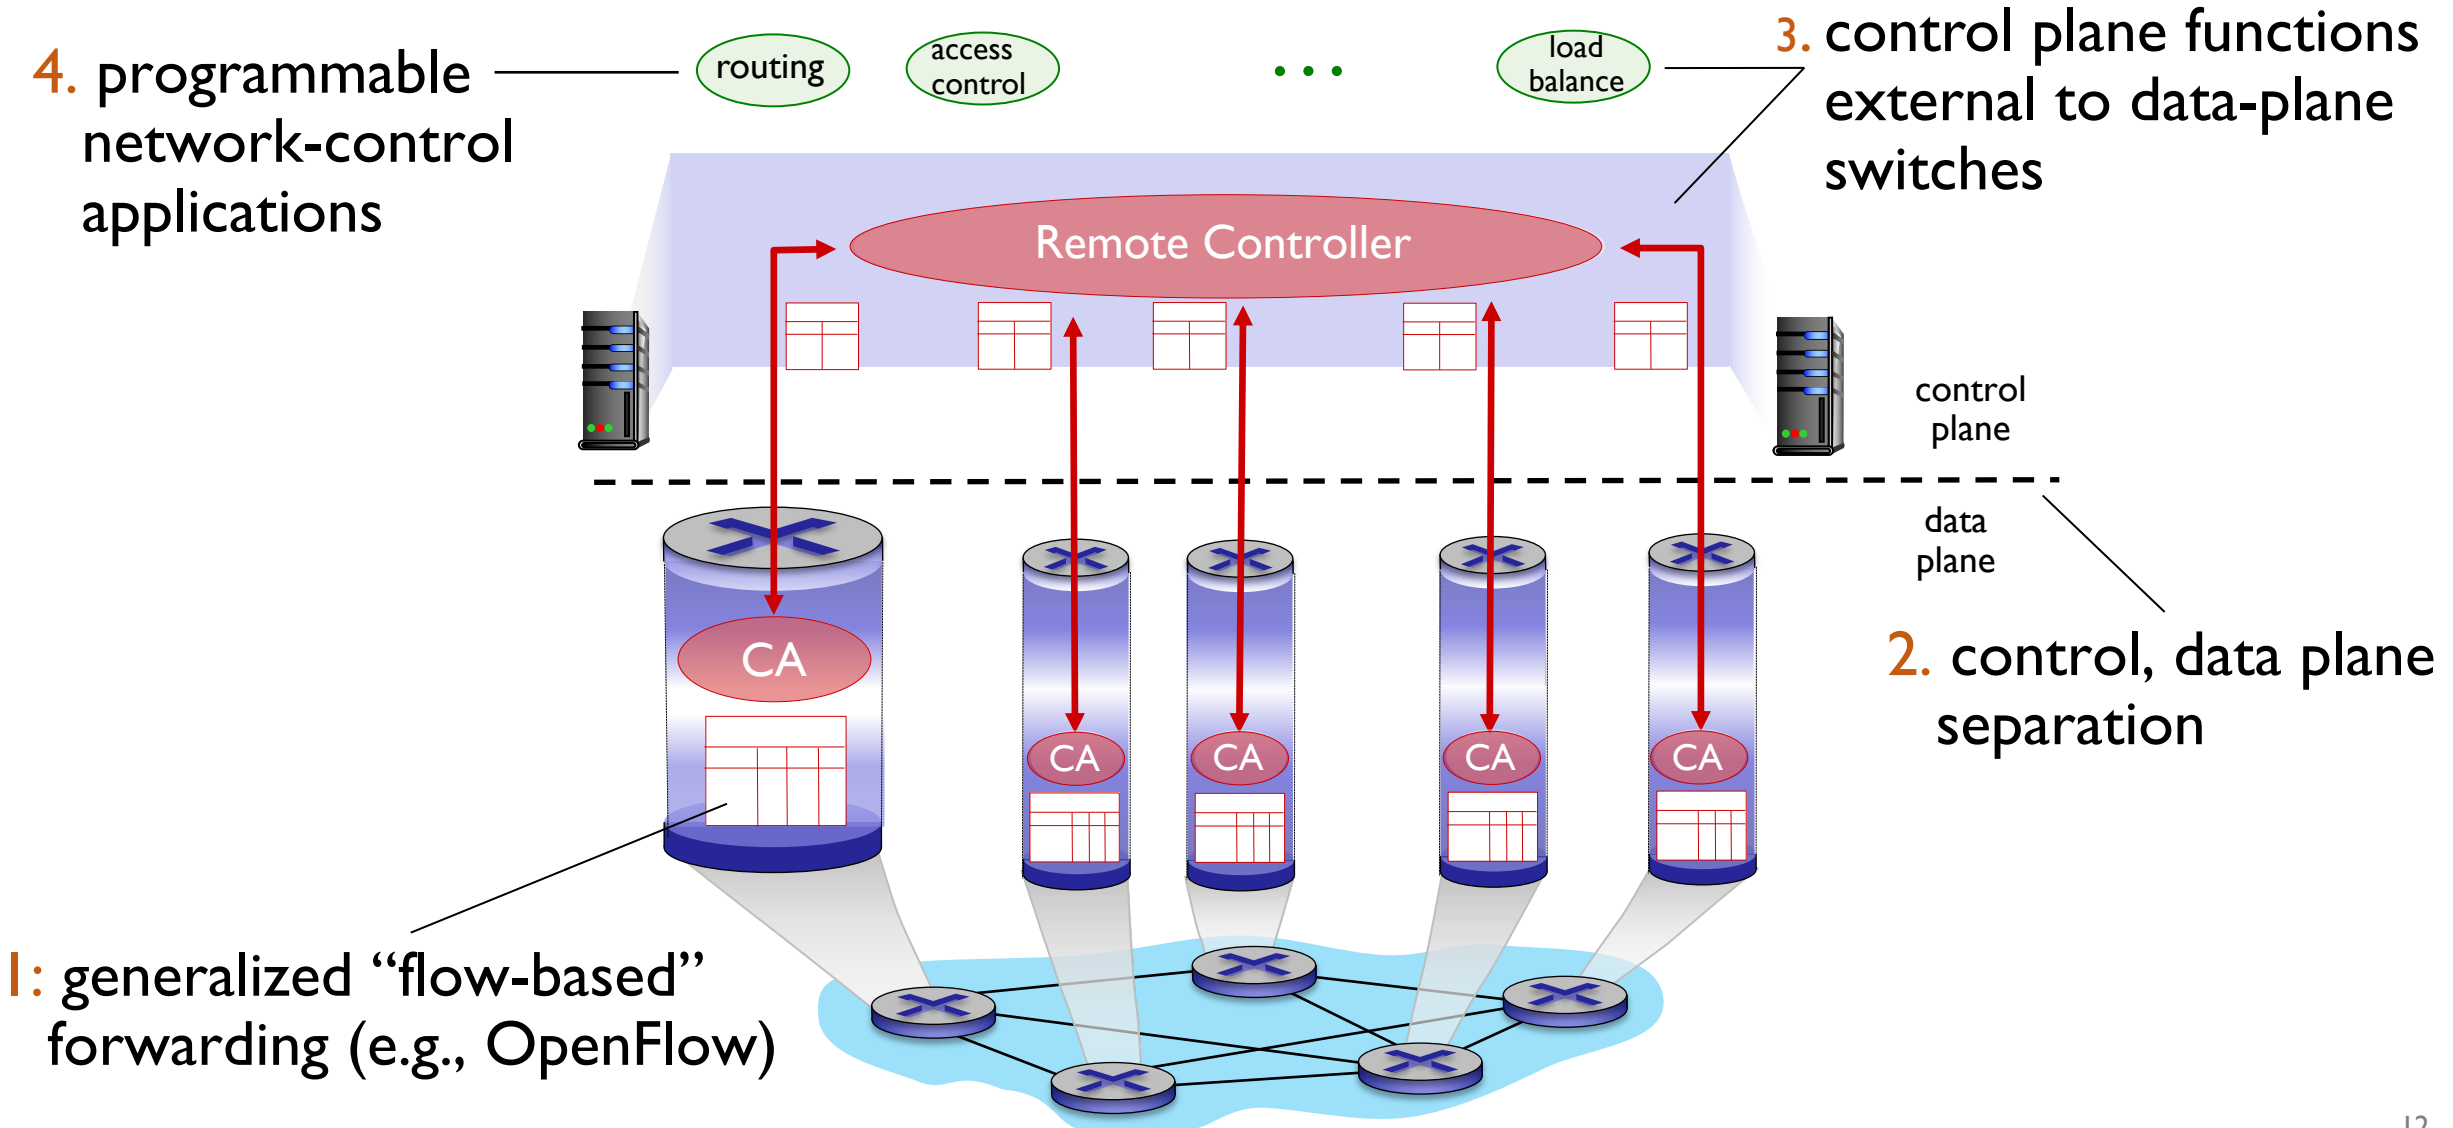 4. programmable
network-control
applications
routing
access
control
...
load
balance
3. control plane functions
external to data-plane
switches
Remote Controller
control
plane
data
plane
2. control, data plane
separation
CA
CA
CA
CA
CA
1: generalized “flow-based”
forwarding (e.g., OpenFlow)
12